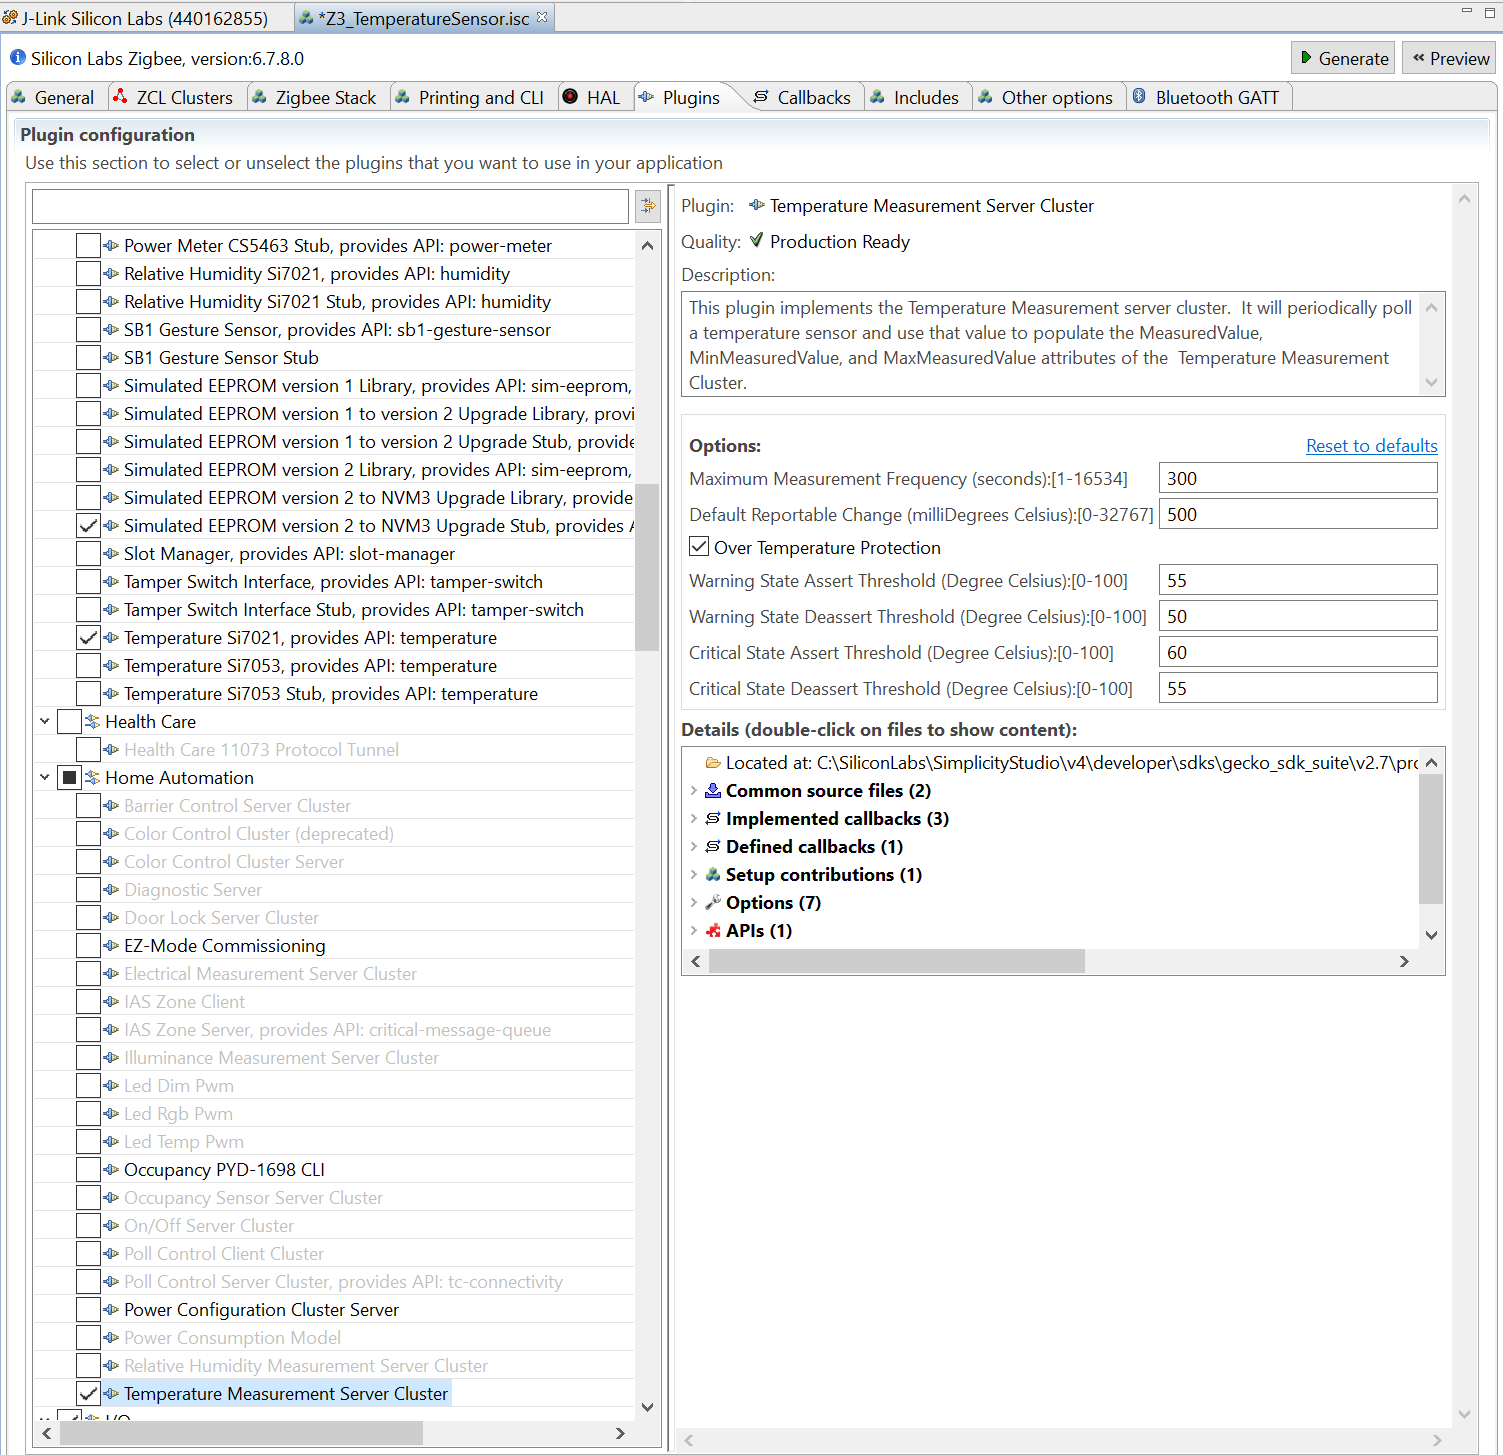 J-Link Silicon Labs (440162855)
*Z3_TemperatureSensor.isc
Silicon Labs Zigbee, version:6.7.8.0
Generate
Preview
General
ZCL Clusters
Zigbee Stack
Printing and CLI
HAL
Plugins
Callbacks
Includes
Other options
Bluetooth GATT
Plugin configuration
Use this section to select or unselect the plugins that you want to use in your application
Power Meter CS5463 Stub, provides API: power-meter
Relative Humidity Si7021, provides API: humidity
Relative Humidity Si7021 Stub, provides API: humidity
SB1 Gesture Sensor, provides API: sb1-gesture-sensor
SB1 Gesture Sensor Stub
Simulated EEPROM version 1 Library, provides API: sim-eeprom,
Simulated EEPROM version 1 to version 2 Upgrade Library, provi
Simulated EEPROM version 1 to version 2 Upgrade Stub, provide
Simulated EEPROM version 2 Library, provides API: sim-eeprom,
Simulated EEPROM version 2 to NVM3 Upgrade Library, provide
Simulated EEPROM version 2 to NVM3 Upgrade Stub, provides A
Slot Manager, provides API: slot-manager
Tamper Switch Interface, provides API: tamper-switch
Tamper Switch Interface Stub, provides API: tamper-switch
Temperature Si7021, provides API: temperature
Temperature Si7053, provides API: temperature
Temperature Si7053 Stub, provides API: temperature
Health Care
Health Care 11073 Protocol Tunnel
Home Automation
Barrier Control Server Cluster
Color Control Cluster (deprecated)
Color Control Cluster Server
Diagnostic Server
Door Lock Server Cluster
EZ-Mode Commissioning
Electrical Measurement Server Cluster
IAS Zone Client
IAS Zone Server, provides API: critical-message-queue
Illuminance Measurement Server Cluster
Led Dim Pwm
Led Rgb Pwm
Led Temp Pwm
Occupancy PYD-1698 CLI
Occupancy Sensor Server Cluster
On/Off Server Cluster
Poll Control Client Cluster
Poll Control Server Cluster, provides API: tc-connectivity
Power Configuration Cluster Server
Power Consumption Model
Relative Humidity Measurement Server Cluster
Temperature Measurement Server Cluster
I/O
Plugin: Temperature Measurement Server Cluster
Quality: Production Ready
Description:
This plugin implements the Temperature Measurement server cluster. It will periodically poll
a temperature sensor and use that value to populate the MeasuredValue,
MinMeasuredValue, and MaxMeasuredValue attributes of the Temperature Measurement
Cluster.
Options:
Reset to defaults
Maximum Measurement Frequency (seconds):[1-16534] 300
Default Reportable Change (milliDegrees Celsius):[0-32767] 500
Over Temperature Protection
Warning State Assert Threshold (Degree Celsius):[0-100] 55
Warning State Deassert Threshold (Degree Celsius):[0-100] 50
Critical State Assert Threshold (Degree Celsius):[0-100] 60
Critical State Deassert Threshold (Degree Celsius):[0-100] 55
Details (double-click on files to show content):
Located at: C:\SiliconLabs\SimplicityStudio\v4\developer\sdks\gecko_sdk_suite\v2.7\pro
Common source files (2)
Implemented callbacks (3)
Defined callbacks (1)
Setup contributions (1)
Options (7)
APIs (1)